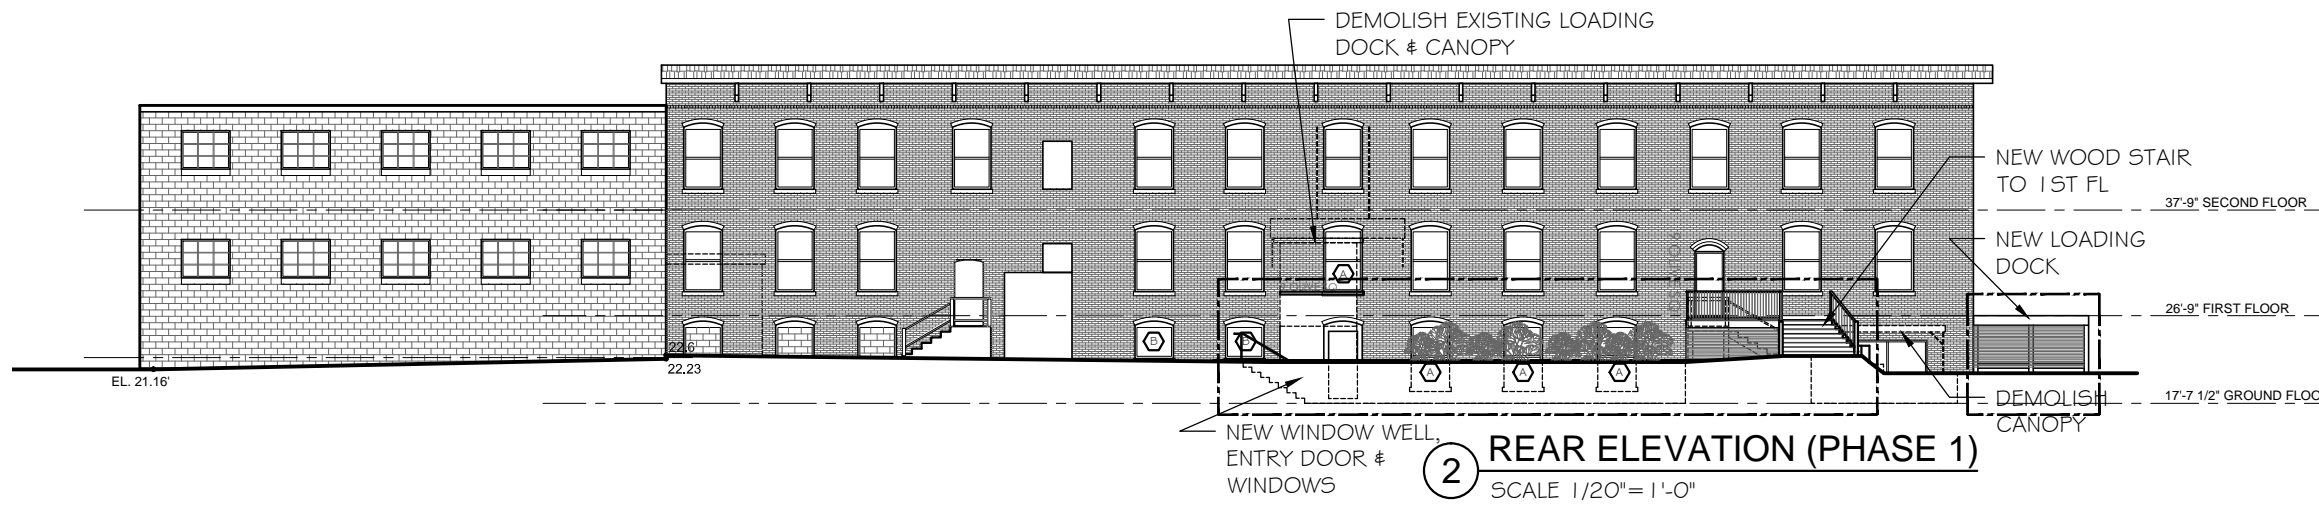 DEMOLISH EXISTING LOADING
DOCK & CANOPY
NEW WOOD STAIR
TO 1ST FL
37'-9" SECOND FLOOR
NEW LOADING
DOCK
A
26'-9" FIRST FLOOR
B
B
22.6
22.23
EL. 21.16'
A
A
A
DEMOLISH
CANOPY
17'-7 1/2" GROUND FLOO
NEW WINDOW WELL,
ENTRY DOOR &
WINDOWS
2
REAR ELEVATION (PHASE 1)
SCALE 1/20"=1'-0"